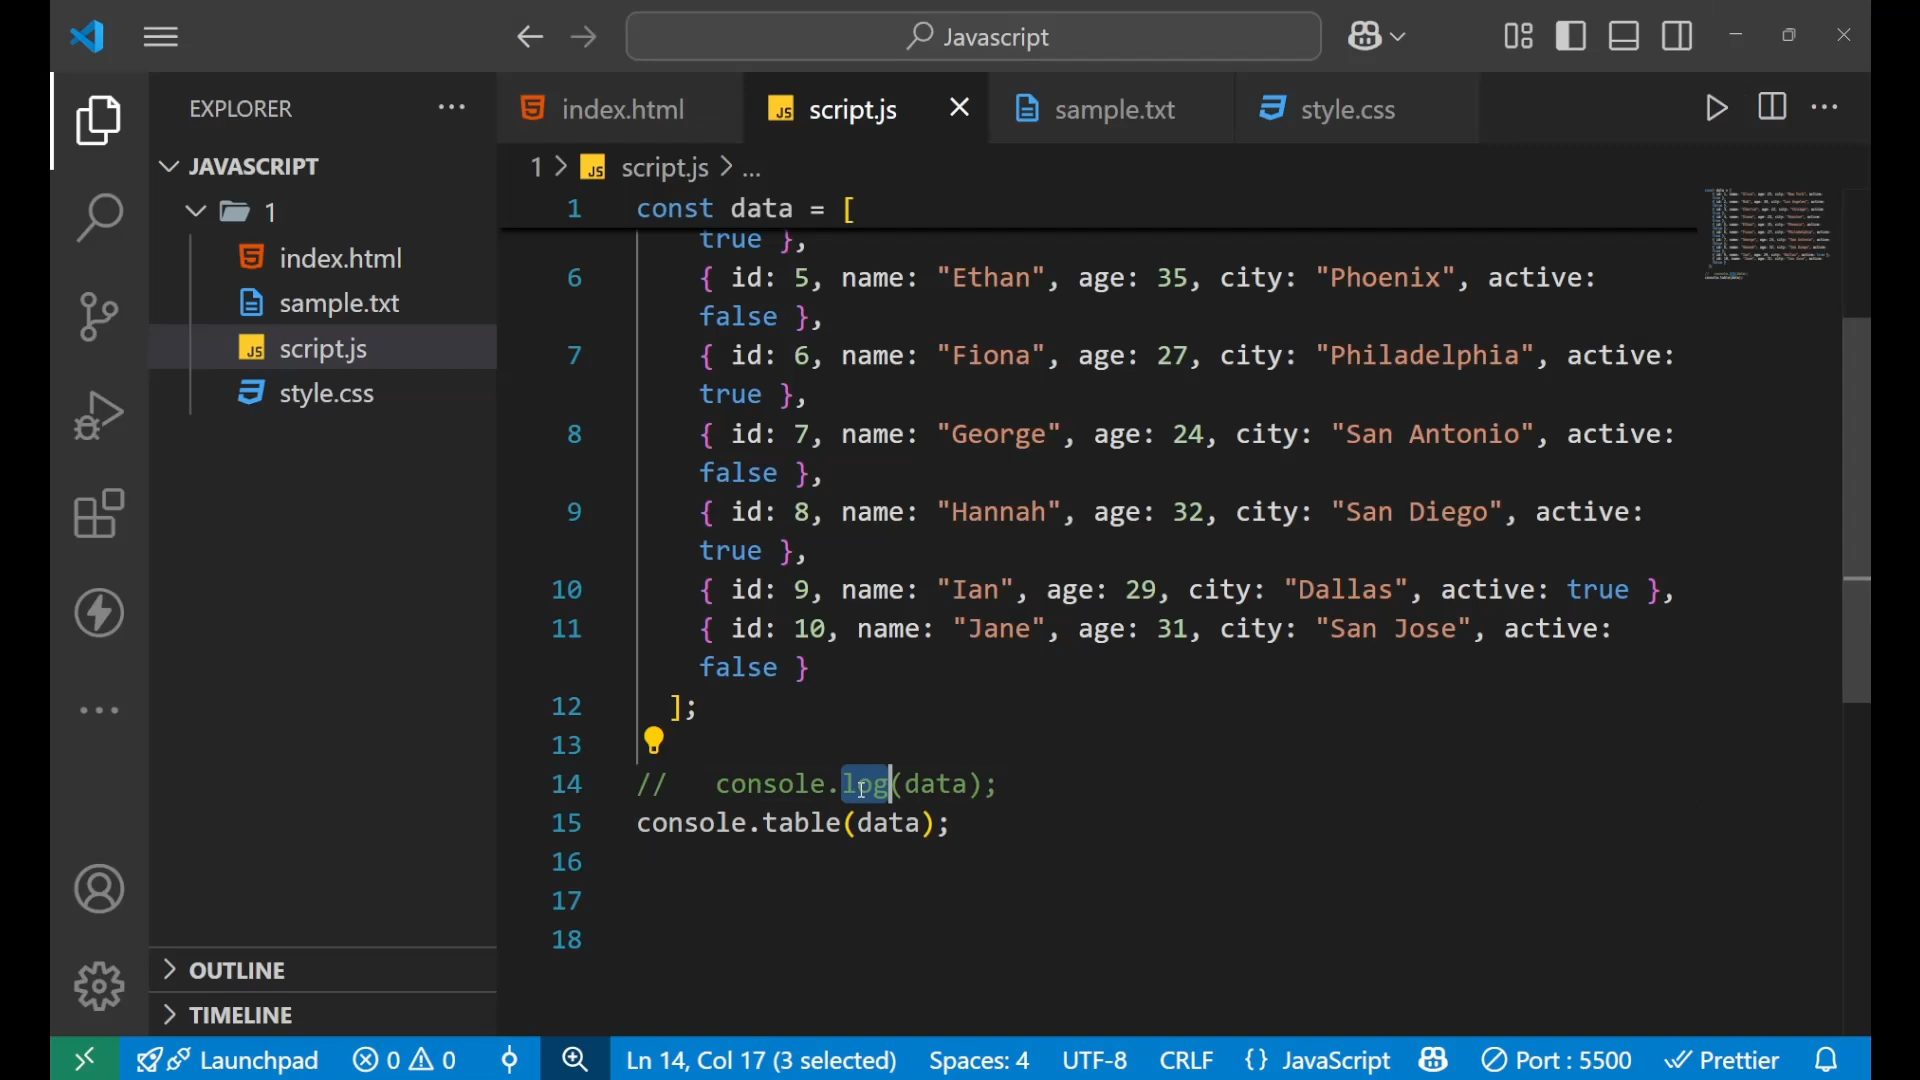 Javascript
EXPLORER
JAVASCRIPT
1
index.html
sample.txt
script.js
style.css
OUTLINE
TIMELINE
index.html
script.js
sample.txt
style.css
1 > script.js > ...
1 const data = [
true },
6 { id: 5, name: "Ethan", age: 35, city: "Phoenix", active:
false },
7 { id: 6, name: "Fiona", age: 27, city: "Philadelphia", active:
true },
8 { id: 7, name: "George", age: 24, city: "San Antonio", active:
false },
9 { id: 8, name: "Hannah", age: 32, city: "San Diego", active:
true },
10 { id: 9, name: "Ian", age: 29, city: "Dallas", active: true },
11 { id: 10, name: "Jane", age: 31, city: "San Jose", active:
false }
12 ];
13
14 // console.log(data);
15 console.table(data);
16
17
18
Launchpad 0 0 Ln 14, Col 17 (3 selected) Spaces: 4 UTF-8 CRLF {} JavaScript Port : 5500 Prettier